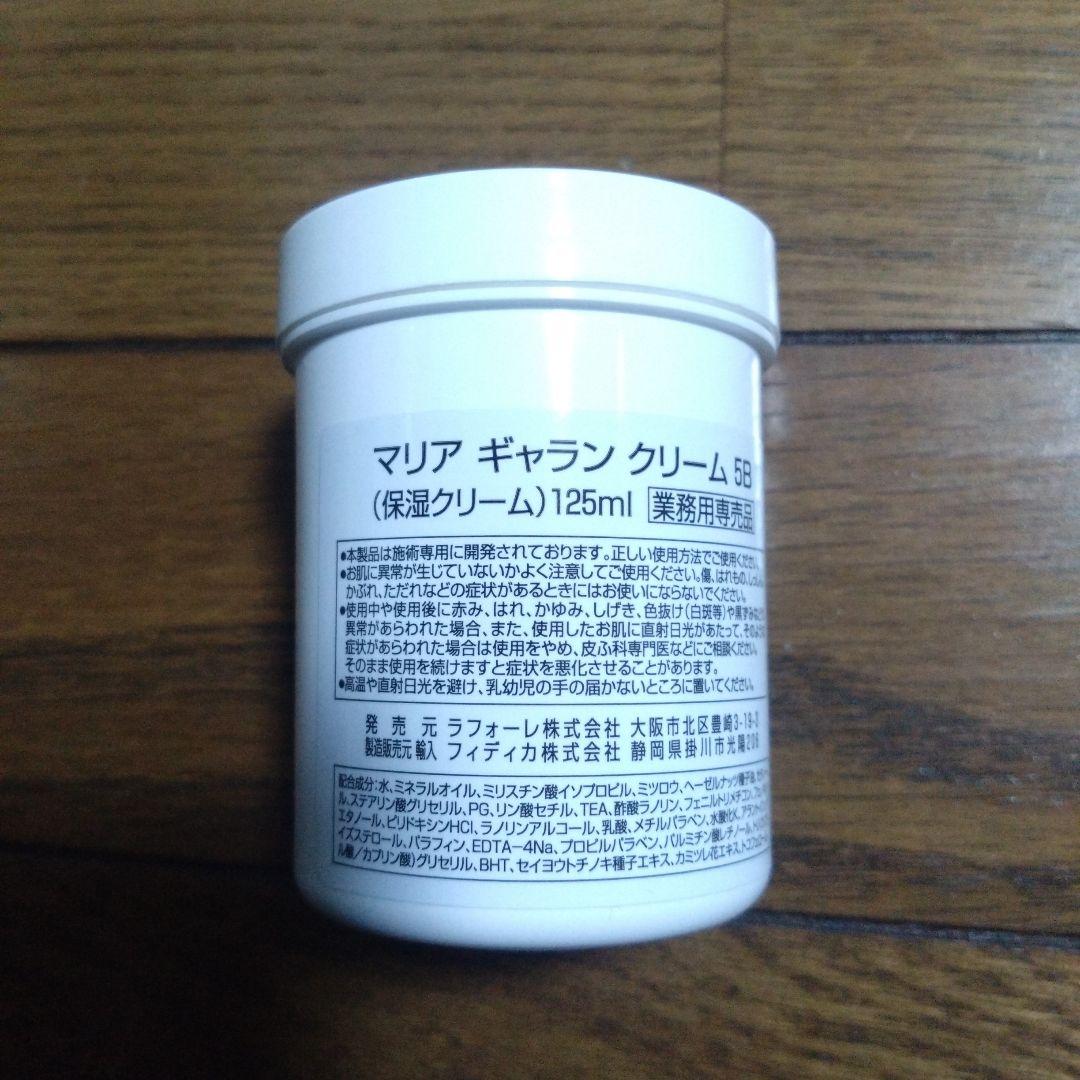 マリア ギャラン クリーム 5B
(保湿クリーム)125ml 業務用専売品
●本製品は施術専用に開発されております。正しい使用方法でご使用ください。
●お肌に異常が生じていないかよく注意してご使用ください。傷、はれもの、しっしん、
かぶれ、ただれなどの症状があるときにはお使いにならないでください。
●使用中や使用後に赤み、はれ、かゆみ、しげき、色抜け(白斑等)や黒ずみなどの
異常があらわれた場合、また、使用したお肌に直射日光があたって、そのような
症状があらわれた場合は使用をやめ、皮ふ科専門医などにご相談ください。
そのまま使用を続けますと症状を悪化させることがあります。
●高温や直射日光を避け、乳幼児の手の届かないところに置いてください。
発売元 ラフォーレ株式会社 大阪市北区豊崎3-19-3
製造販売元 輸入 フィディカ株式会社 静岡県掛川市光陽206
配合成分:水、ミネラルオイル、ミリスチン酸イソプロピル、ミツロウ、ヘーゼルナッツ種子油、
ル、ステアリン酸グリセリル、PG、リン酸セチル、TEA、酢酸ラノリン、フェニルトリメチコン、
エタノール、ピリドキシンHCl、ラノリンアルコール、乳酸、メチルパラベン、水酸化K、
イズステロール、パラフィン、EDTA-4Na、プロピルパラベン、パルミチン酸レチノール、
ル酸/カプリン酸)グリセリル、BHT、セイヨウトチノキ種子エキス、カミツレ花エキス、